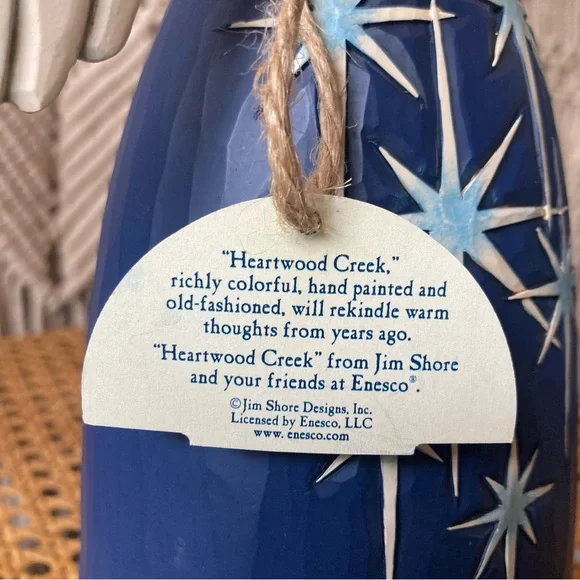 "Heartwood Creek,"
richly colorful, hand painted and
old-fashioned, will rekindle warm
thoughts from years ago.
"Heartwood Creek" from Jim Shore
and your friends at Enesco®.
©Jim Shore Designs, Inc.
Licensed by Enesco, LLC
www.enesco.com